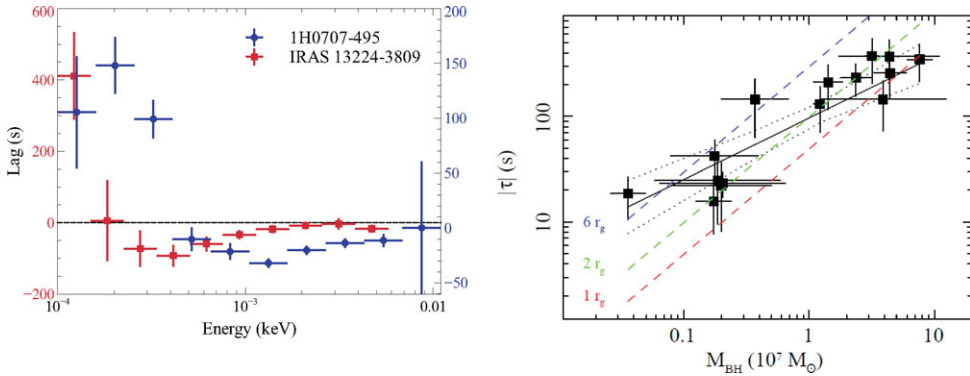 1H0707-495
IRAS 13224-3809
Lag (s)
600
400
200
0
−200
200
150
100
50
0
−50
10⁻⁴
10⁻³
0.01
Energy (keV)
|τ| (s)
100
10
6 r_g
2 r_g
1 r_g
0.1
1
10
M_BH (10⁷ M_⊙)